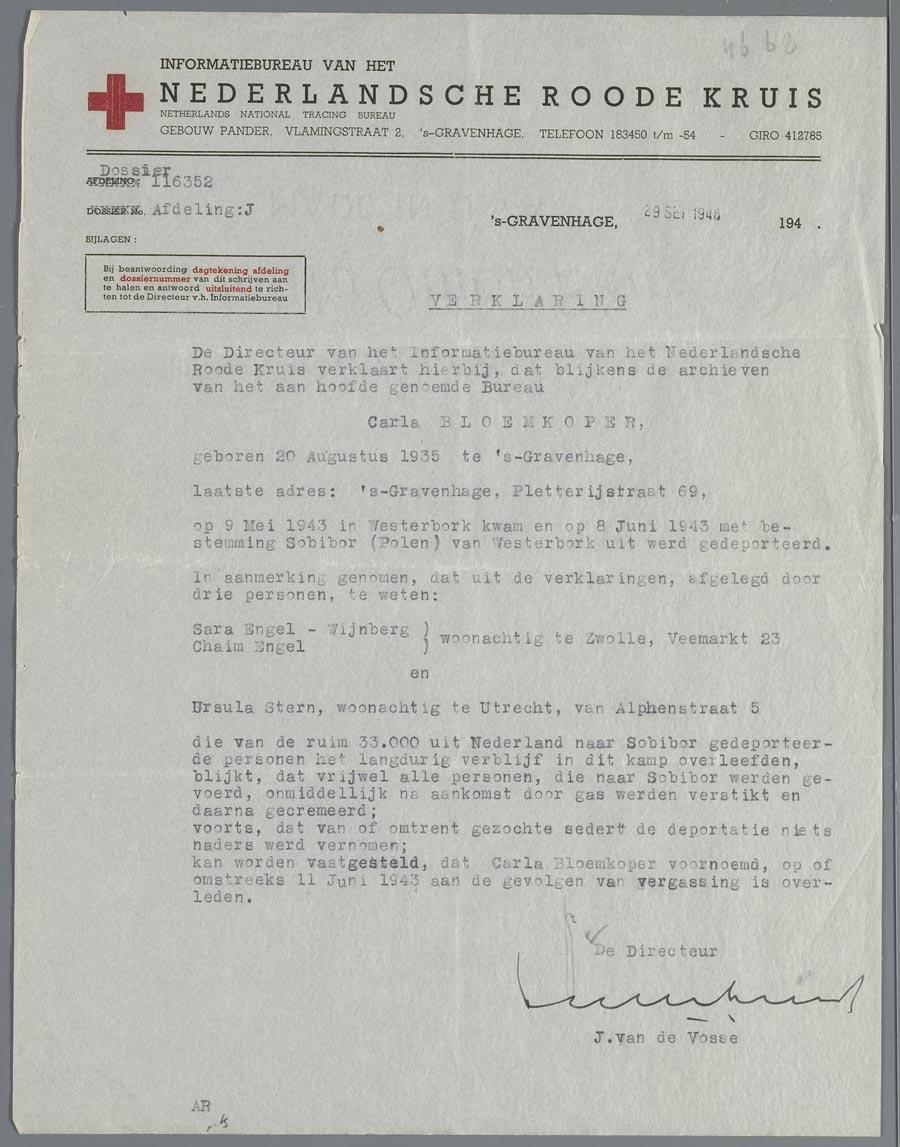 46 68
INFORMATIEBUREAU VAN HET
NEDERLANDSCHE ROODE KRUIS
NETHERLANDS NATIONAL TRACING BUREAU
GEBOUW PANDER, VLAMINGSTRAAT 2, 's-GRAVENHAGE, TELEFOON 183450 t/m -54 - GIRO 412785
Dossier
AFDELING: 116352
DOSSIER No. Afdeling:J
's-GRAVENHAGE, 29 SEP 1948 194 .
BIJLAGEN :
Bij beantwoording dagtekening afdeling
en dossiernummer van dit schrijven aan
te halen en antwoord uitsluitend te rich-
ten tot de Directeur v.h. Informatiebureau
VERKLARING
De Directeur van het Informatiebureau van het Nederlandsche
Roode Kruis verklaart hierbij, dat blijkens de archieven
van het aan hoofde genoemde Bureau
Carla BLOEMKOPER,
geboren 20 Augustus 1935 te 's-Gravenhage,
laatste adres: 's-Gravenhage, Pletterijstraat 69,
op 9 Mei 1943 in Westerbork kwam en op 8 Juni 1943 met be-
stemming Sobibor (Polen) van Westerbork uit werd gedeporteerd.
In aanmerking genomen, dat uit de verklaringen, afgelegd door
drie personen, te weten:
Sara Engel - Wijnberg )
Chaim Engel ) woonachtig te Zwolle, Veemarkt 23
en
Ursula Stern, woonachtig te Utrecht, van Alphenstraat 5
die van de ruim 33.000 uit Nederland naar Sobibor gedeporteer-
de personen het langdurig verblijf in dit kamp overleefden,
blijkt, dat vrijwel alle personen, die naar Sobibor werden ge-
voerd, onmiddellijk na aankomst door gas werden verstikt en
daarna gecremeerd;
voorts, dat van of omtrent gezochte sedert de deportatie niets
naders werd vernomen;
kan worden vastgesteld, dat Carla Bloemkoper voornoemd, op of
omstreeks 11 Juni 1943 aan de gevolgen van vergassing is over-
leden.
De Directeur
J.van de Vosse
AR